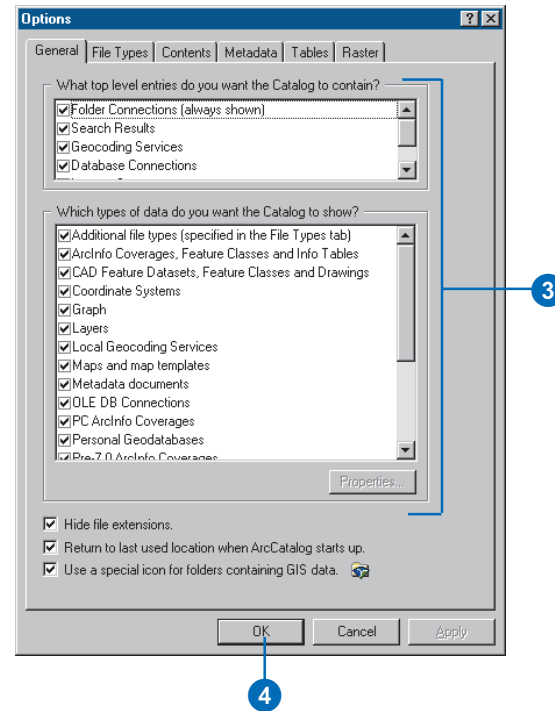 Options
General File Types Contents Metadata Tables Raster
What top level entries do you want the Catalog to contain?
Folder Connections (always shown)
Search Results
Geocoding Services
Database Connections
Which types of data do you want the Catalog to show?
Additional file types (specified in the File Types tab)
ArcInfo Coverages, Feature Classes and Info Tables
CAD Feature Datasets, Feature Classes and Drawings
Coordinate Systems
Graph
Layers
Local Geocoding Services
Maps and map templates
Metadata documents
OLE DB Connections
PC ArcInfo Coverages
Personal Geodatabases
Pre-7.0 ArcInfo Coverages
Properties...
3
Hide file extensions.
Return to last used location when ArcCatalog starts up.
Use a special icon for folders containing GIS data.
OK Cancel Apply
4